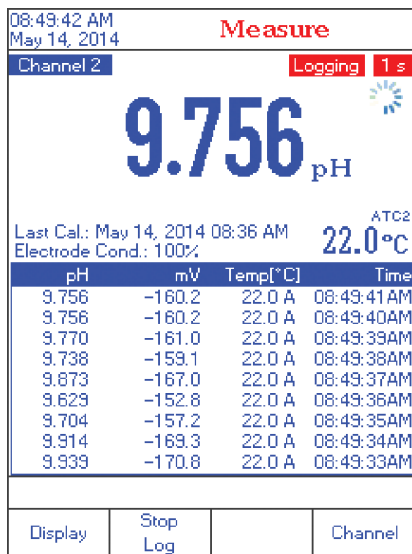 08:49:42 AM
May 14, 2014
Measure
Channel 2
Logging 1 s
9.756 pH
ATC2
Last Cal.: May 14, 2014 08:36 AM
Electrode Cond.: 100%
22.0°C
pH mV Temp[°C] Time
9.756 -160.2 22.0 A 08:49:41AM
9.756 -160.2 22.0 A 08:49:40AM
9.770 -161.0 22.0 A 08:49:39AM
9.738 -159.1 22.0 A 08:49:38AM
9.873 -167.0 22.0 A 08:49:37AM
9.629 -152.8 22.0 A 08:49:36AM
9.704 -157.2 22.0 A 08:49:35AM
9.914 -169.3 22.0 A 08:49:34AM
9.939 -170.8 22.0 A 08:49:33AM
Display
Stop
Log
Channel